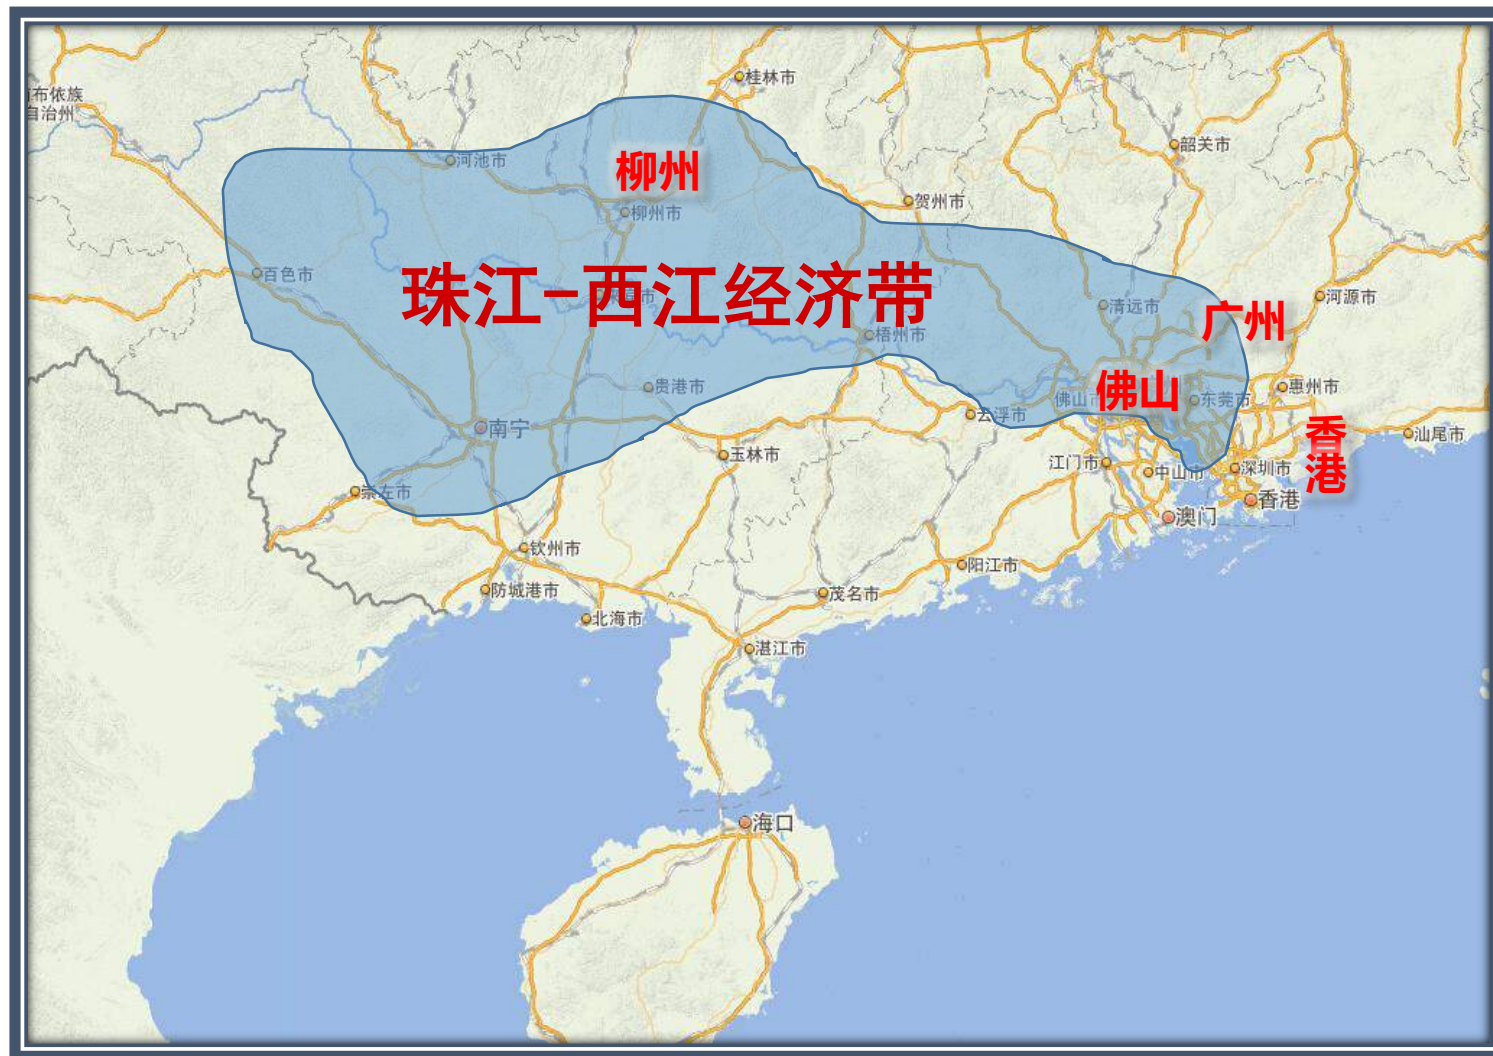 桂林市
布依族
自治州
韶关市
河池市
柳州
贺州市
柳州市
百色市
珠江-西江经济带
河源市
清远市
广州
梧州市
贵港市
惠州市
佛山
东莞市
佛山市
云浮市
南宁
香港
汕尾市
玉林市
江门市
中山市
深圳市
崇左市
香港
澳门
钦州市
阳江市
防城港市
茂名市
北海市
湛江市
海口